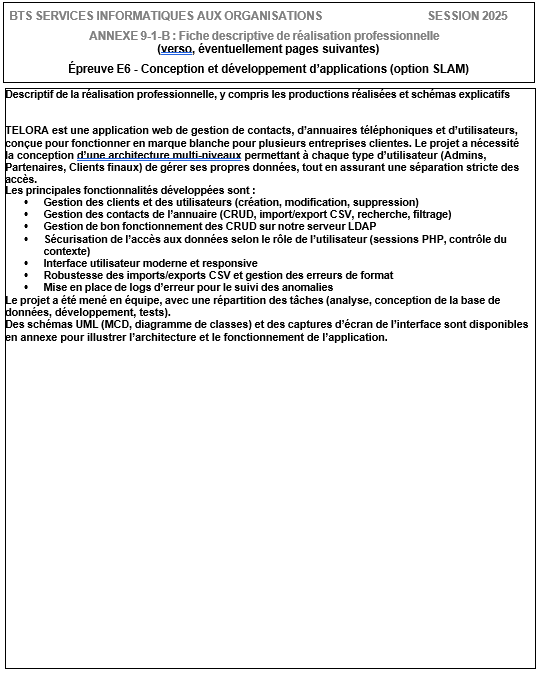 BTS SERVICES INFORMATIQUES AUX ORGANISATIONS SESSION 2025
ANNEXE 9-1-B : Fiche descriptive de réalisation professionnelle
(verso, éventuellement pages suivantes)
Épreuve E6 - Conception et développement d'applications (option SLAM)
Descriptif de la réalisation professionnelle, y compris les productions réalisées et schémas explicatifs
TELORA est une application web de gestion de contacts, d'annuaires téléphoniques et d'utilisateurs,
conçue pour fonctionner en marque blanche pour plusieurs entreprises clientes. Le projet a nécessité
la conception d'une architecture multi-niveaux permettant à chaque type d'utilisateur (Admins,
Partenaires, Clients finaux) de gérer ses propres données, tout en assurant une séparation stricte des
accès.
Les principales fonctionnalités développées sont :
• Gestion des clients et des utilisateurs (création, modification, suppression)
• Gestion des contacts de l'annuaire (CRUD, import/export CSV, recherche, filtrage)
• Gestion de bon fonctionnement des CRUD sur notre serveur LDAP
• Sécurisation de l'accès aux données selon le rôle de l'utilisateur (sessions PHP, contrôle du
contexte)
• Interface utilisateur moderne et responsive
• Robustesse des imports/exports CSV et gestion des erreurs de format
• Mise en place de logs d'erreur pour le suivi des anomalies
Le projet a été mené en équipe, avec une répartition des tâches (analyse, conception de la base de
données, développement, tests).
Des schémas UML (MCD, diagramme de classes) et des captures d'écran de l'interface sont disponibles
en annexe pour illustrer l'architecture et le fonctionnement de l'application.